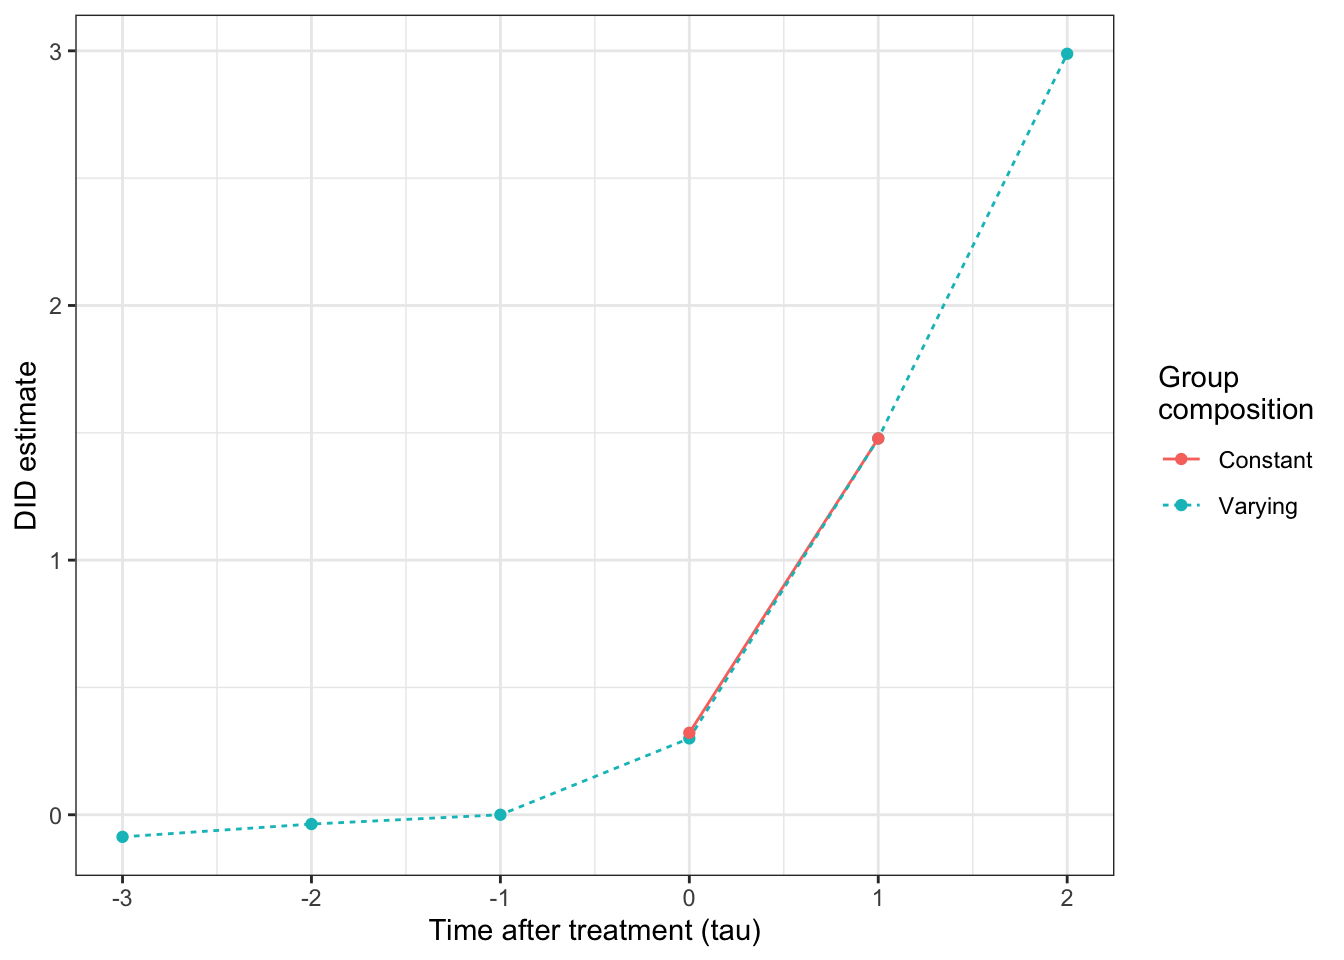 3
2
1
0
DID estimate
-3 -2 -1 0 1 2
Time after treatment (tau)
Group
composition
Constant
Varying